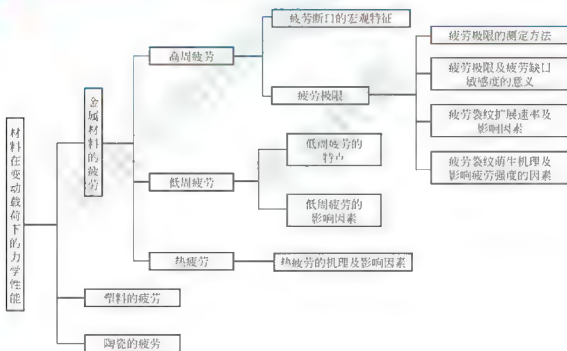 材料在变动载荷下的力学性能
金属材料的疲劳
高周疲劳
疲劳断口的宏观特征
疲劳极限
疲劳极限的测定方法
疲劳极限及疲劳缺口
敏感度的意义
疲劳裂纹扩展速率及
影响因素
疲劳裂纹萌生机理及
影响疲劳强度的因素
低周疲劳
低周疲劳的
特点
低周疲劳的
影响因素
热疲劳
热疲劳的机理及影响因素
塑料的疲劳
陶瓷的疲劳